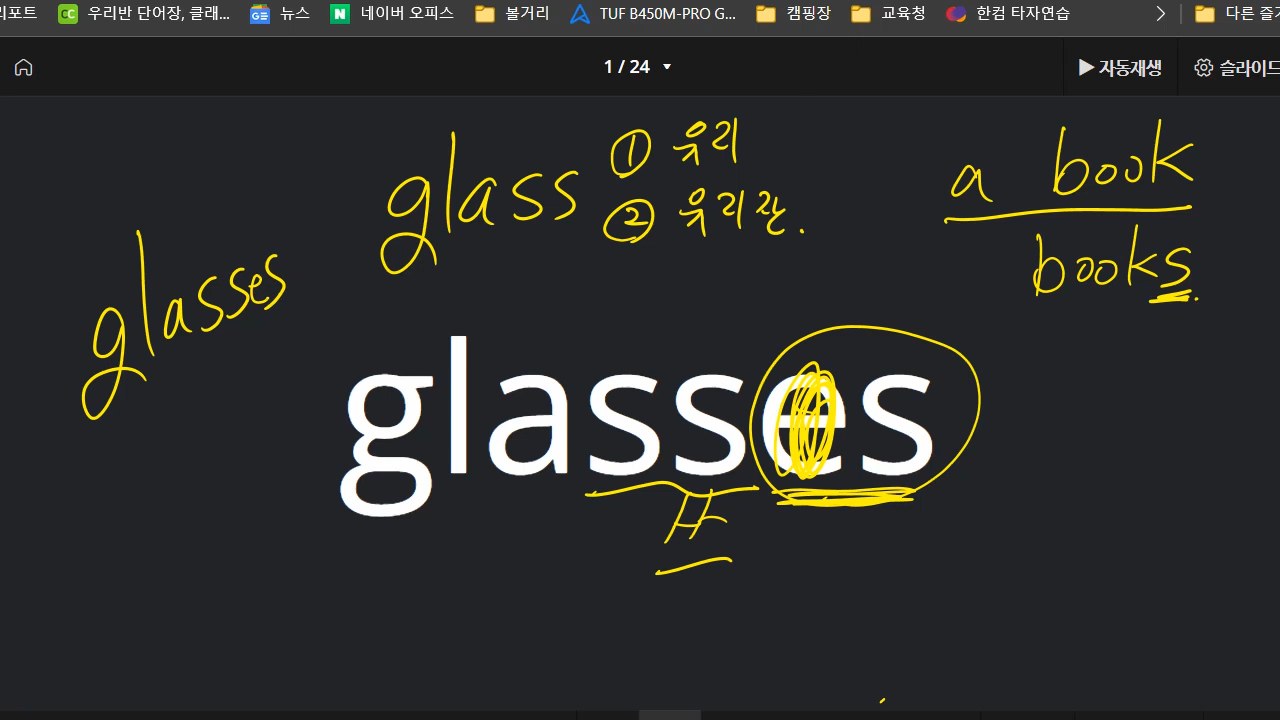 리포트 우리반 단어장, 클래... 뉴스 네이버 오피스 볼거리 TUF B450M-PRO G... 캠핑장 교육청 한컴 타자연습 다른 즐겨
1 / 24 ▶ 자동재생 슬라이드
glass ① 유리
② 유리잔.
a book
books.
glasses
glasses
ㅆ